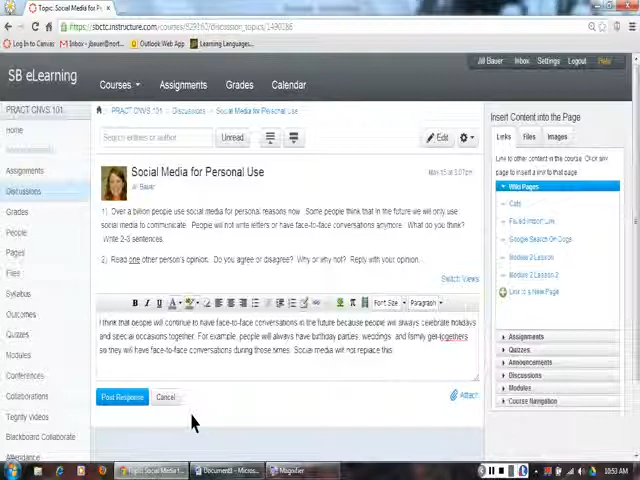 Topic: Social Media for P
https://sbctc.instructure.com/courses/829160/discussion_topics/1490386
Log In to Canvas Inbox - jbauer@nort... Outlook Web App Learning Languages...
Jill Bauer Inbox Settings Logout Help
SB eLearning
Courses Assignments Grades Calendar
PRACT CNVS 101
Home
Assignments
Discussions
Grades
People
Pages
Files
Syllabus
Outcomes
Quizzes
Modules
Conferences
Collaborations
Tegrity Videos
Blackboard Collaborate
Attendance
PRACT CNVS 101 Discussions Social Media for Personal Use
Search entries or author Unread Edit
Social Media for Personal Use
Jill Bauer
May 15 at 3:07pm
1) Over a billion people use social media for personal reasons now. Some people think that in the future we will only use
social media to communicate. People will not write letters or have face-to-face conversations anymore. What do you think?
Write 2-3 sentences.
2) Read one other person's opinion. Do you agree or disagree? Why or why not? Reply with your opinion.
Switch Views
B I U A Font Size Paragraph
I think that people will continue to have face-to-face conversations in the future because people will always celebrate holidays
and special occasions together. For example, people will always have birthday parties, weddings, and family get-togethers
so they will have face-to-face conversations during those times. Social media will not replace this
Post Response Cancel
Attach
Insert Content into the Page
Links Files Images
Link to other content in the course. Click any
page to insert a link to that page.
Wiki Pages
Cats
Failed Import Link
Google Search On Dogs
Module 2 Lesson
Module 2 Lesson 2
Link to a New Page
Assignments
Quizzes
Announcements
Discussions
Modules
Course Navigation
Topic: Social Media f... Document1 - Micros... Magnifier
10:53 AM